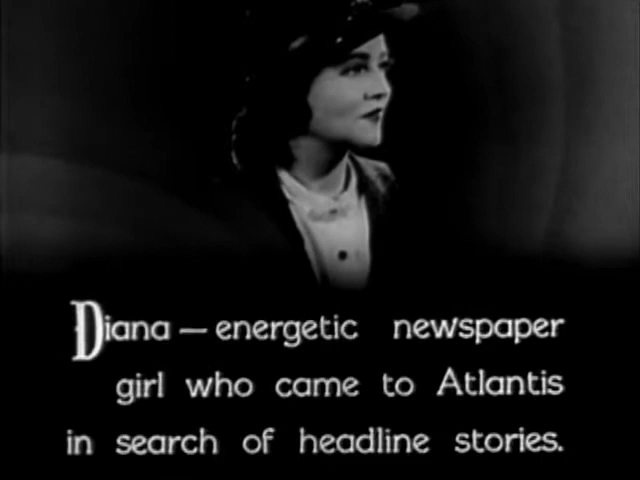 Diana — energetic newspaper
girl who came to Atlantis
in search of headline stories.